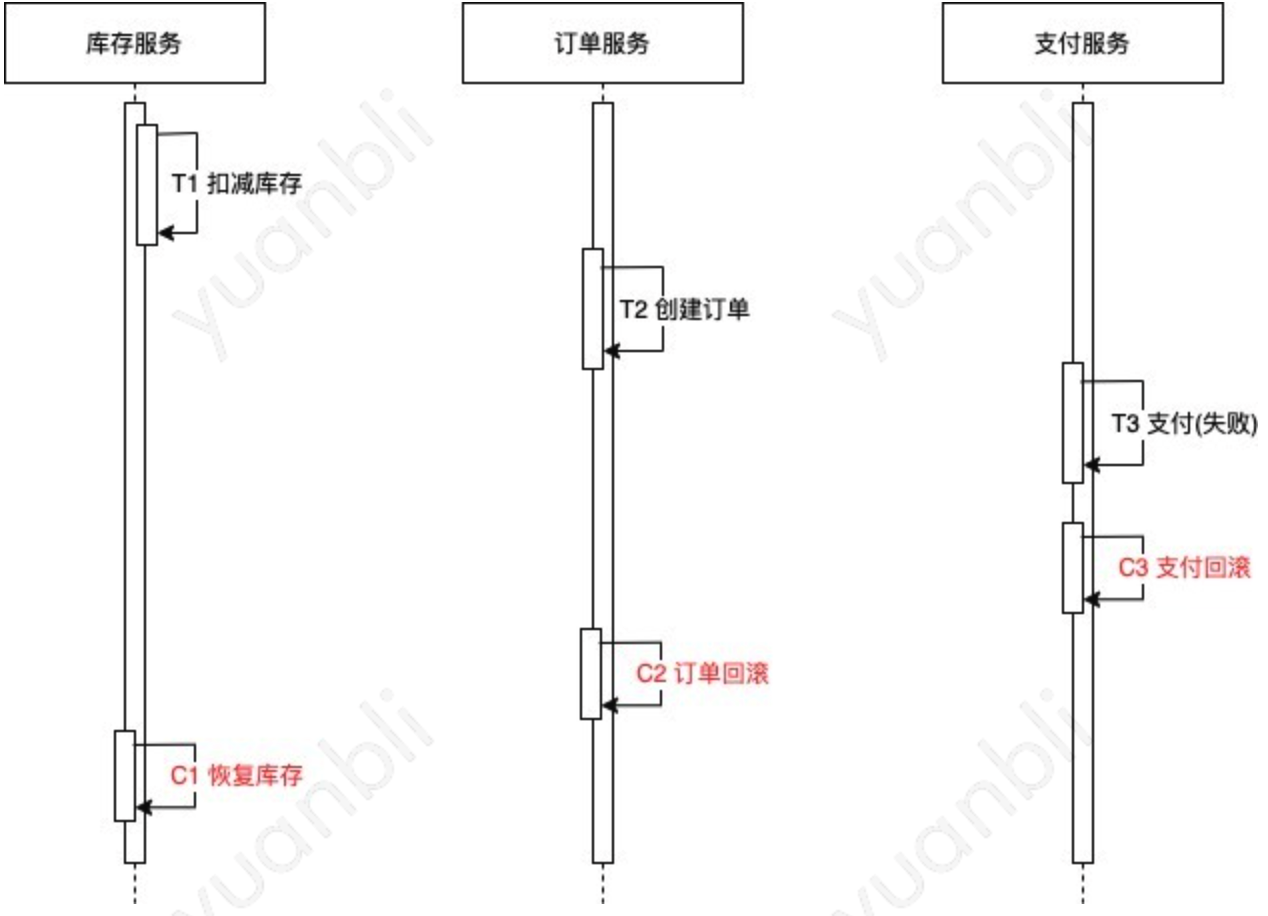 库存服务
订单服务
支付服务
T1 扣减库存
T2 创建订单
T3 支付(失败)
C3 支付回滚
C2 订单回滚
C1 恢复库存
yuanbli
yuanbli
yuanbli
yuanbli